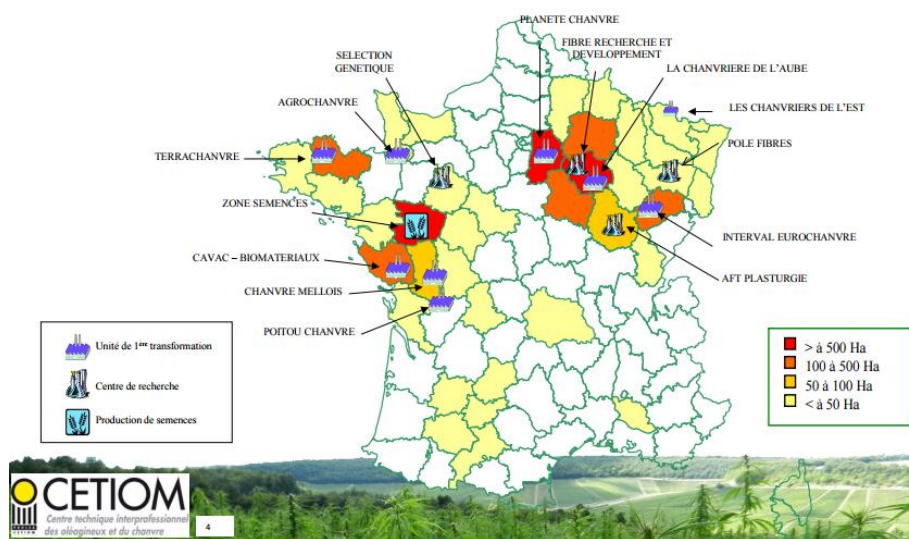 PLANETE CHANVRE
FIBRE RECHERCHE ET
DEVELOPPEMENT
SELECTION
GENETIQUE
LA CHANVRIERE DE L'AUBE
AGROCHANVRE
LES CHANVRIERS DE L'EST
POLE FIBRES
TERRACHANVRE
ZONE SEMENCES
INTERVAL EUROCHANVRE
CAVAC – BIOMATERIAUX
AFT PLASTURGIE
CHANVRE MELLOIS
POITOU CHANVRE
Unité de 1ère transformation
Centre de recherche
Production de semences
> à 500 Ha
100 à 500 Ha
50 à 100 Ha
< à 50 Ha
CETIOM
Centre technique interprofessionnel
des oléagineux et du chanvre
CETIOM
4